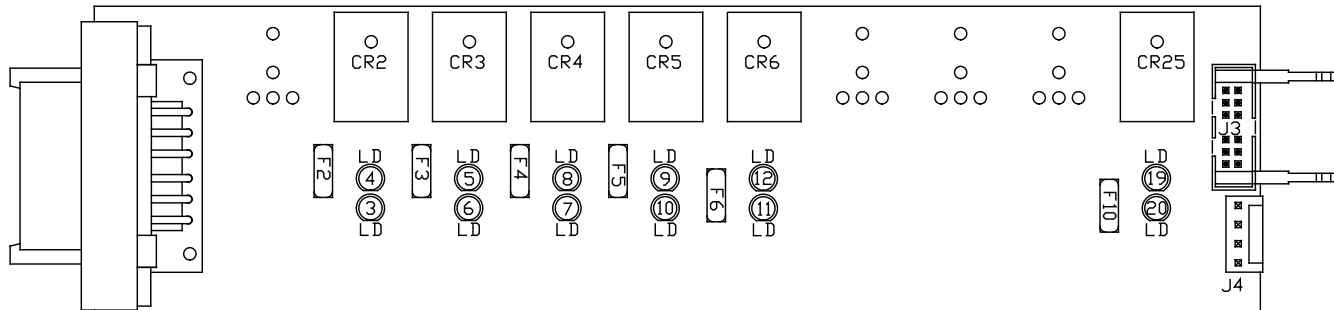 CR2 CR3 CR4 CR5 CR6 CR25
J3
LD LD LD LD LD LD
F2 4 F3 5 F4 8 F5 9 F6 12 F10 19
3 6 7 10 11 20
LD LD LD LD LD LD
J4